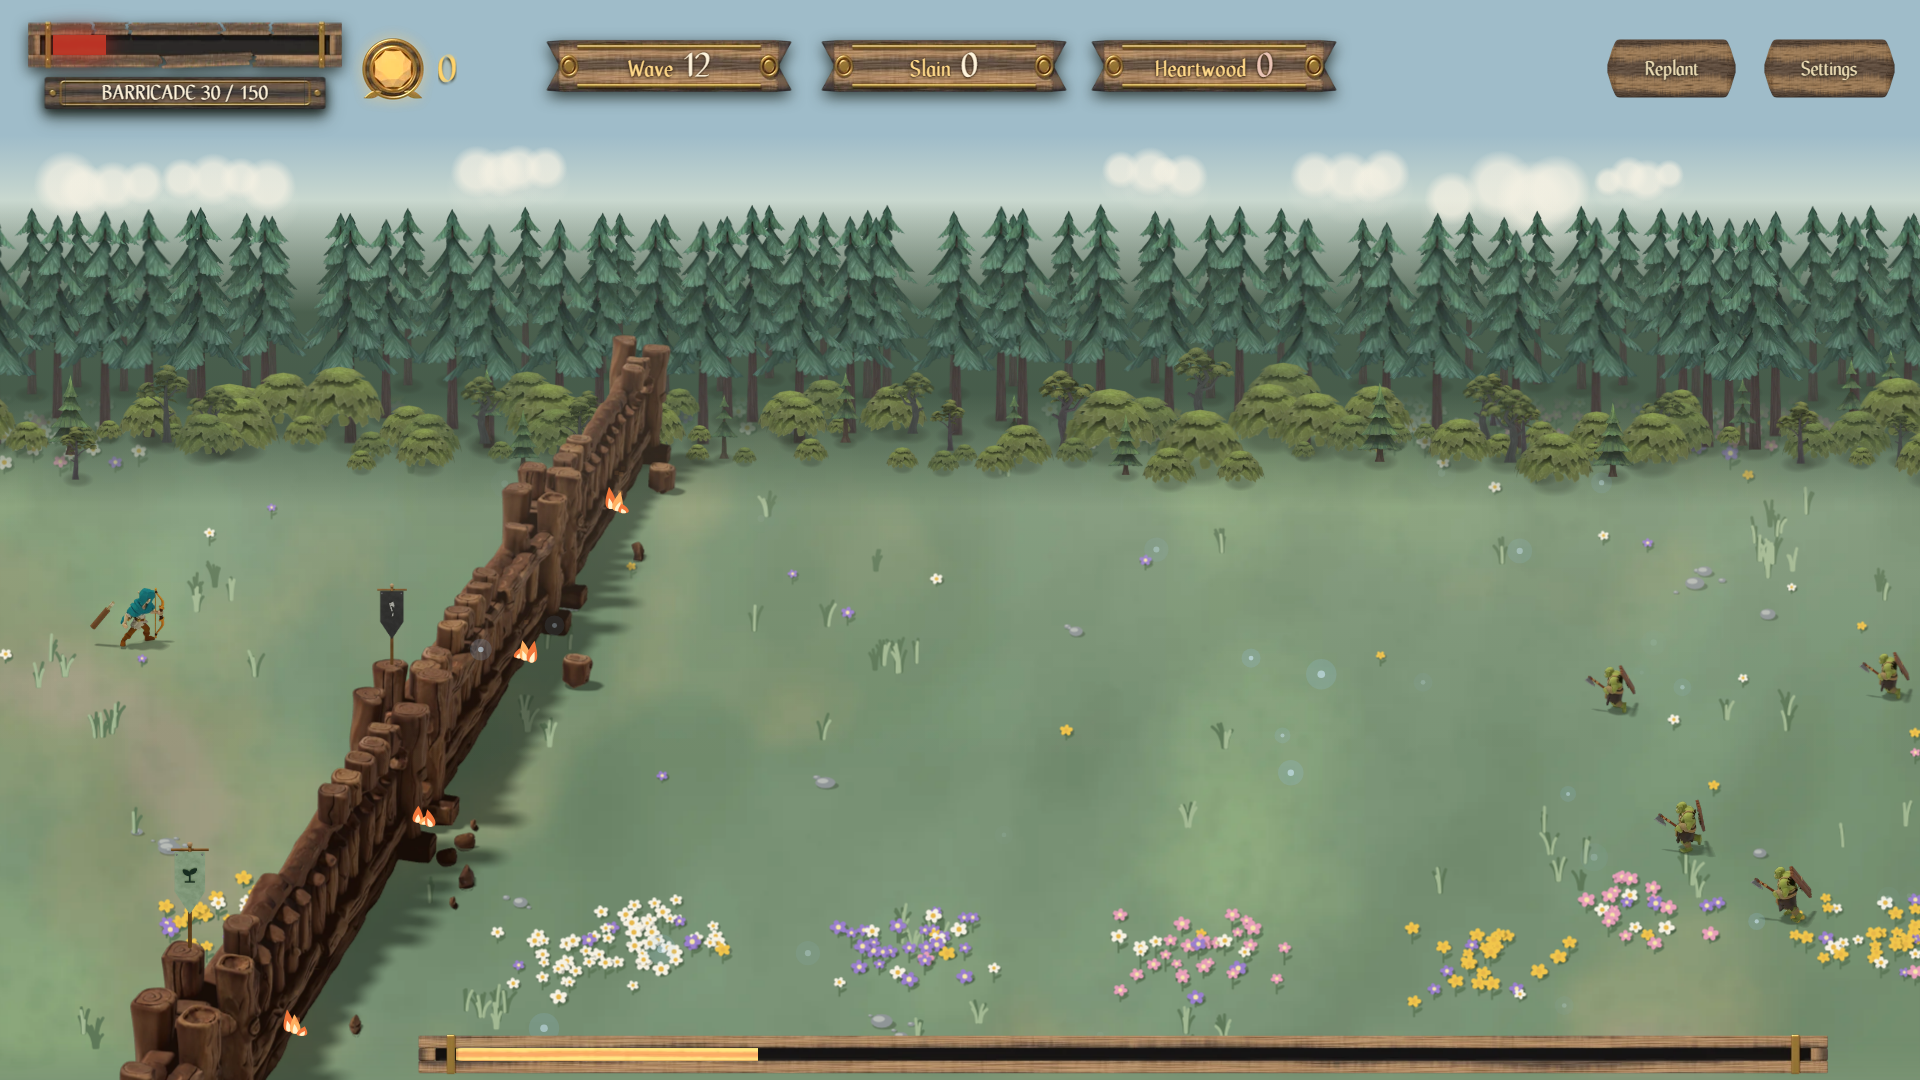 BARRICADE 30 / 150
0
Wave 12
Slain 0
Heartwood 0
Replant
Settings